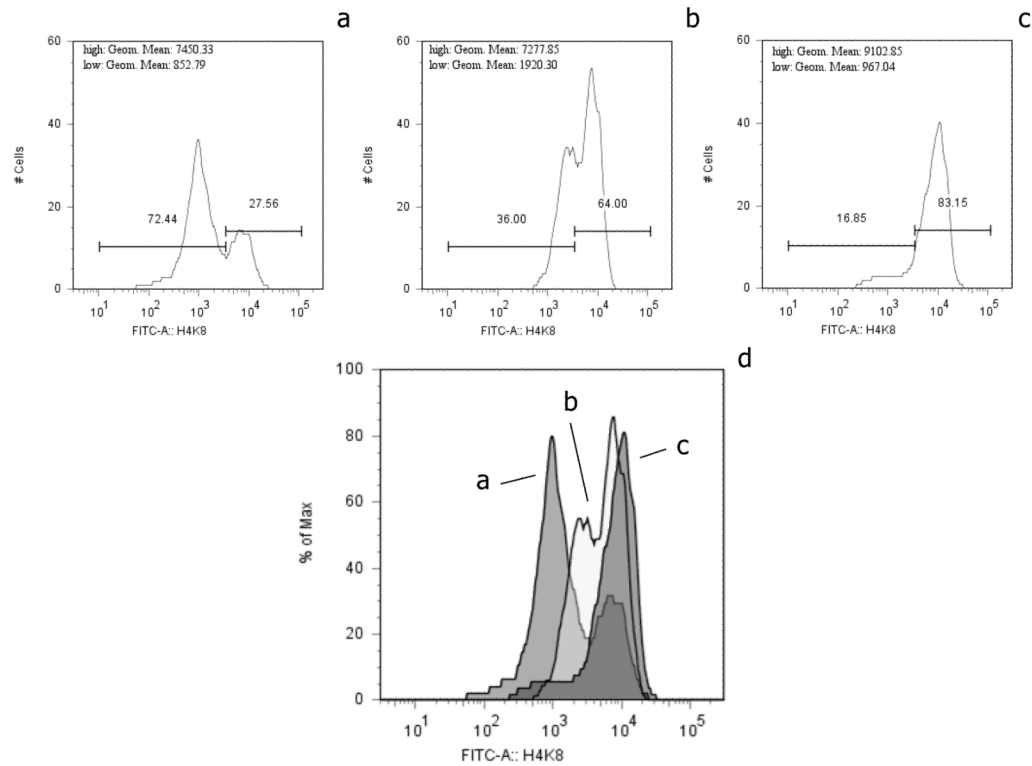 a
high: Geom. Mean: 7450.33
low: Geom. Mean: 852.79
60
40
20
0
# Cells
72.44
27.56
10^1 10^2 10^3 10^4 10^5
FITC-A:: H4K8
b
high: Geom. Mean: 7277.85
low: Geom. Mean: 1920.30
60
40
20
0
# Cells
36.00
64.00
10^1 10^2 10^3 10^4 10^5
FITC-A:: H4K8
c
high: Geom. Mean: 9102.85
low: Geom. Mean: 967.04
60
40
20
0
# Cells
16.85
83.15
10^1 10^2 10^3 10^4 10^5
FITC-A:: H4K8
d
100
80
60
40
20
0
% of Max
a
b
c
10^1 10^2 10^3 10^4 10^5
FITC-A:: H4K8